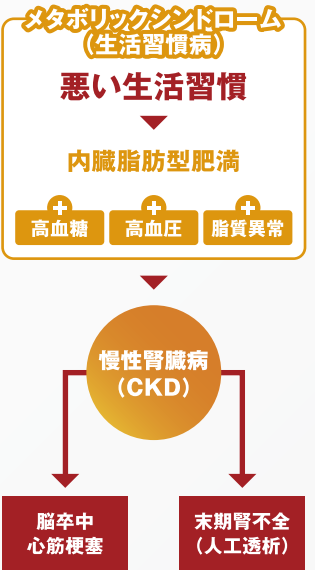 メタボリックシンドローム
（生活習慣病）
悪い生活習慣
内臓脂肪型肥満
+ + +
高血糖 高血圧 脂質異常
慢性腎臓病
（CKD）
脳卒中
心筋梗塞
末期腎不全
（人工透析）